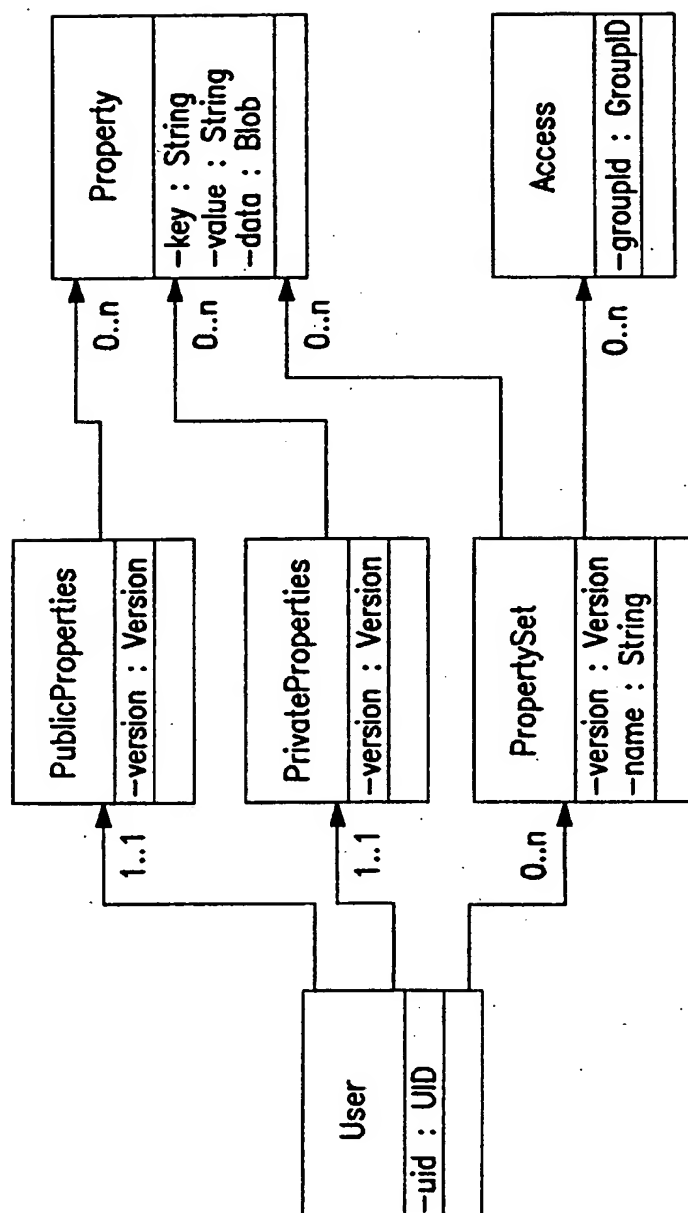 User
-uid : UID
1..1
1..1
0..n
PublicProperties
-version : Version
PrivateProperties
-version : Version
PropertySet
-version : Version
-name : String
0..n
0..n
0..n
0..n
Property
-key : String
-value : String
-data : Blob
Access
-groupId : GroupID